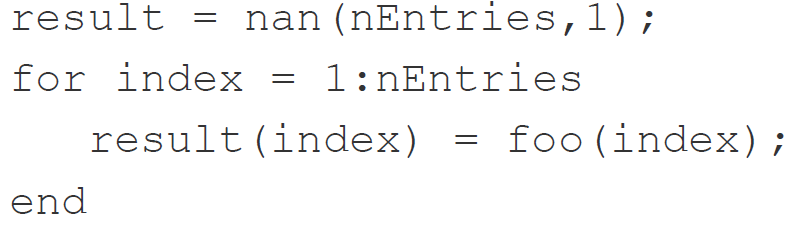 result = nan(nEntries,1);
for index = 1:nEntries
   result(index) = foo(index);
end